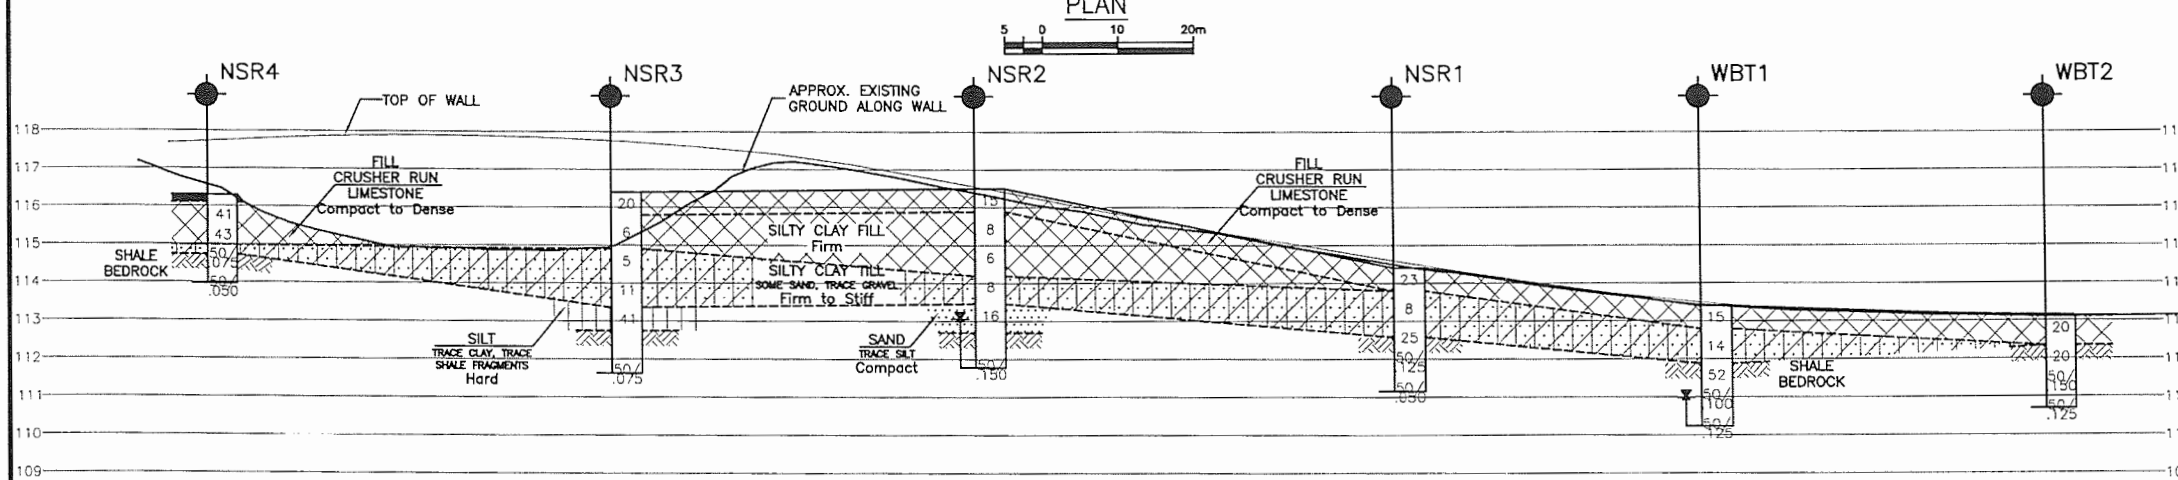 PLAN
5 0 10 20m
NSR4
NSR3
NSR2
NSR1
WBT1
WBT2
TOP OF WALL
APPROX. EXISTING
GROUND ALONG WALL
118
117
116
115
114
113
112
111
110
109
FILL
CRUSHER RUN
LIMESTONE
Compact to Dense
FILL
CRUSHER RUN
LIMESTONE
Compact to Dense
SHALE
BEDROCK
SILTY CLAY FILL
Firm
SILTY CLAY TILL
SOME SAND, TRACE GRAVEL
Firm to Stiff
SILT
TRACE CLAY, TRACE
SHALE FRAGMENTS
Hard
SAND
TRACE SILT
Compact
SHALE
BEDROCK
41
43
50/
.050
20
6
5
11
41
50/
.075
15
8
6
8
16
50/
.150
23
8
25
50/
.125
50/
.050
15
14
52
50/
.100
50/
.125
20
20
50/
.150
50/
.125